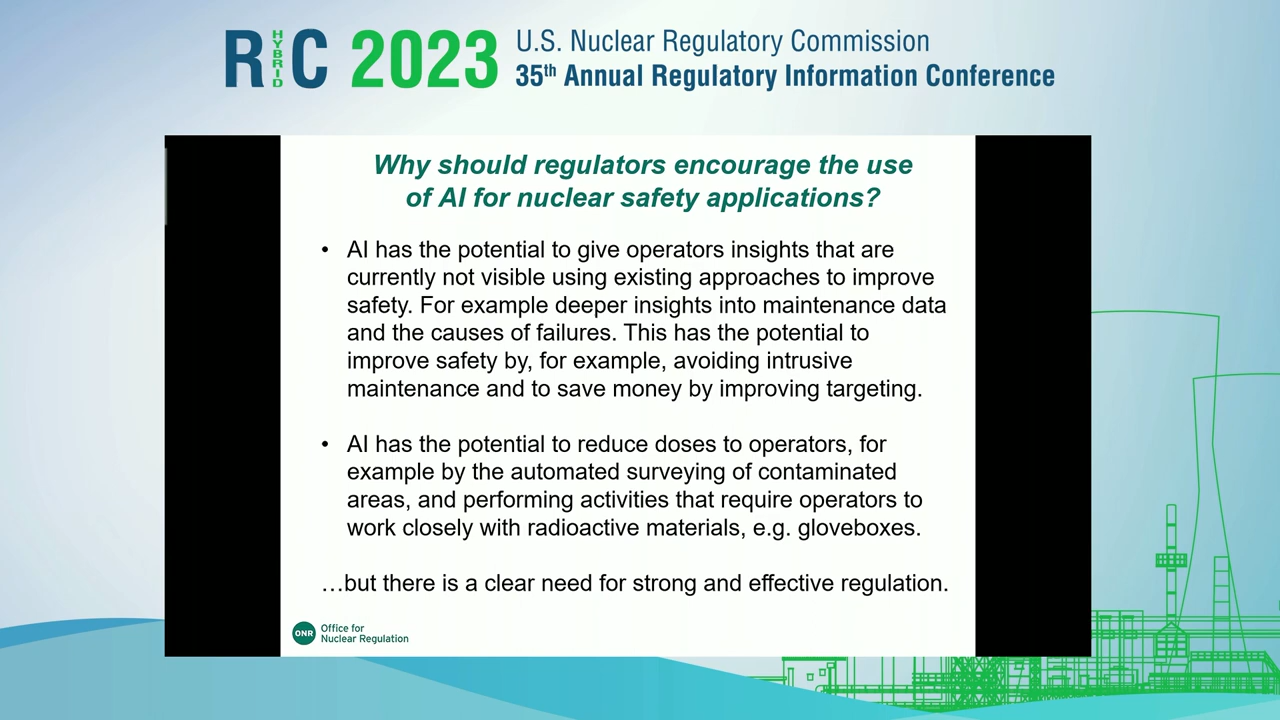 RIC HYBRID 2023
U.S. Nuclear Regulatory Commission
35th Annual Regulatory Information Conference
Why should regulators encourage the use
of AI for nuclear safety applications?
• AI has the potential to give operators insights that are
currently not visible using existing approaches to improve
safety. For example deeper insights into maintenance data
and the causes of failures. This has the potential to
improve safety by, for example, avoiding intrusive
maintenance and to save money by improving targeting.
• AI has the potential to reduce doses to operators, for
example by the automated surveying of contaminated
areas, and performing activities that require operators to
work closely with radioactive materials, e.g. gloveboxes.
…but there is a clear need for strong and effective regulation.
ONR
Office for
Nuclear Regulation